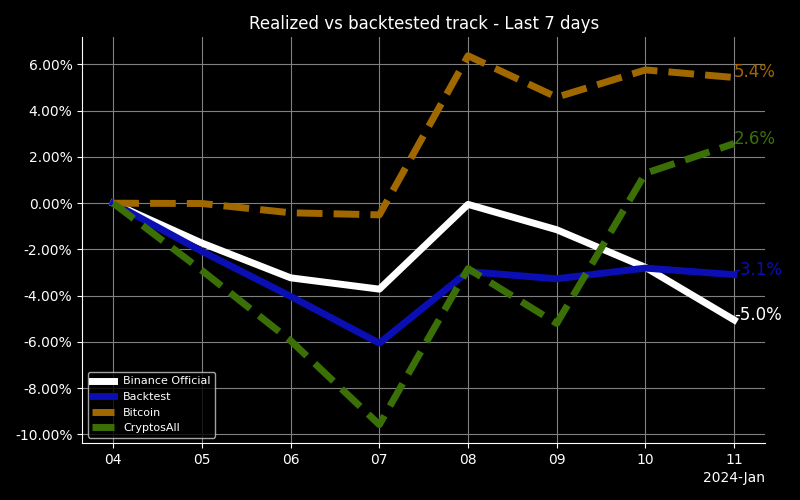 Realized vs backtested track - Last 7 days
6.00%
4.00%
2.00%
0.00%
-2.00%
-4.00%
-6.00%
-8.00%
-10.00%
5.4%
2.6%
-3.1%
-5.0%
Binance Official
Backtest
Bitcoin
CryptosAll
04 05 06 07 08 09 10 11
2024-Jan